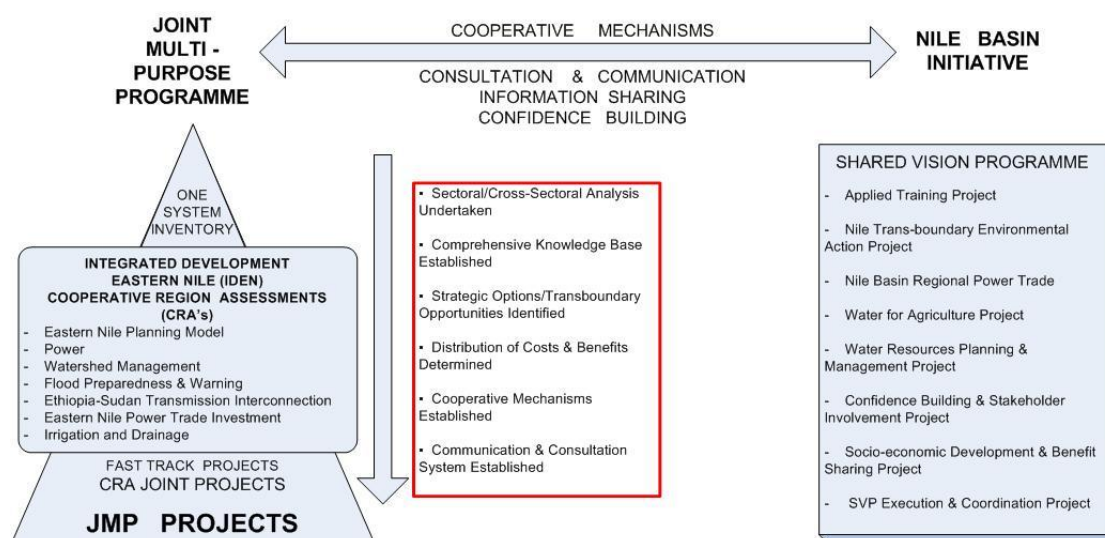 JOINT
MULTI -
PURPOSE
PROGRAMME
COOPERATIVE MECHANISMS
CONSULTATION & COMMUNICATION
INFORMATION SHARING
CONFIDENCE BUILDING
NILE BASIN
INITIATIVE
ONE
SYSTEM
INVENTORY
INTEGRATED DEVELOPMENT
EASTERN NILE (IDEN)
COOPERATIVE REGION ASSESSMENTS
(CRA's)
- Eastern Nile Planning Model
- Power
- Watershed Management
- Flood Preparedness & Warning
- Ethiopia-Sudan Transmission Interconnection
- Eastern Nile Power Trade Investment
- Irrigation and Drainage
FAST TRACK PROJECTS
CRA JOINT PROJECTS
JMP PROJECTS
▪ Sectoral/Cross-Sectoral Analysis
Undertaken
▪ Comprehensive Knowledge Base
Established
▪ Strategic Options/Transboundary
Opportunities Identified
▪ Distribution of Costs & Benefits
Determined
▪ Cooperative Mechanisms
Established
▪ Communication & Consultation
System Established
SHARED VISION PROGRAMME
- Applied Training Project
- Nile Trans-boundary Environmental
Action Project
- Nile Basin Regional Power Trade
- Water for Agriculture Project
- Water Resources Planning &
Management Project
- Confidence Building & Stakeholder
Involvement Project
- Socio-economic Development & Benefit
Sharing Project
- SVP Execution & Coordination Project